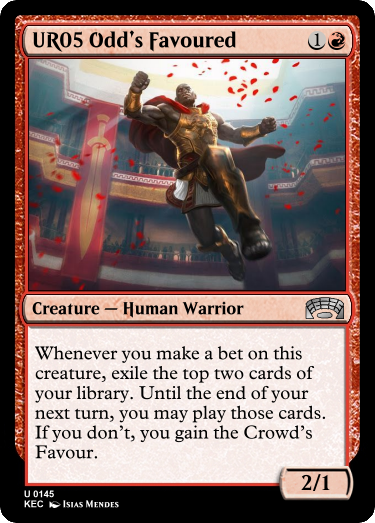 UR05 Odd's Favoured 1
Creature — Human Warrior
Whenever you make a bet on this
creature, exile the top two cards of
your library. Until the end of your
next turn, you may play those cards.
If you don't, you gain the Crowd's
Favour.
2/1
U 0145
KEC Isias Mendes